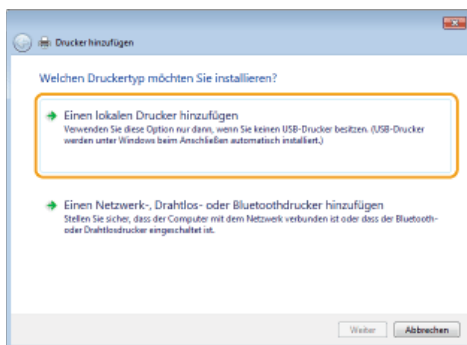 Drucker hinzufügen
Welchen Druckertyp möchten Sie installieren?
Einen lokalen Drucker hinzufügen
Verwenden Sie diese Option nur dann, wenn Sie keinen USB-Drucker besitzen. (USB-Drucker
werden unter Windows beim Anschließen automatisch installiert.)
Einen Netzwerk-, Drahtlos- oder Bluetoothdrucker hinzufügen
Stellen Sie sicher, dass der Computer mit dem Netzwerk verbunden ist oder dass der Bluetooth-
oder Drahtlosdrucker eingeschaltet ist.
Weiter Abbrechen